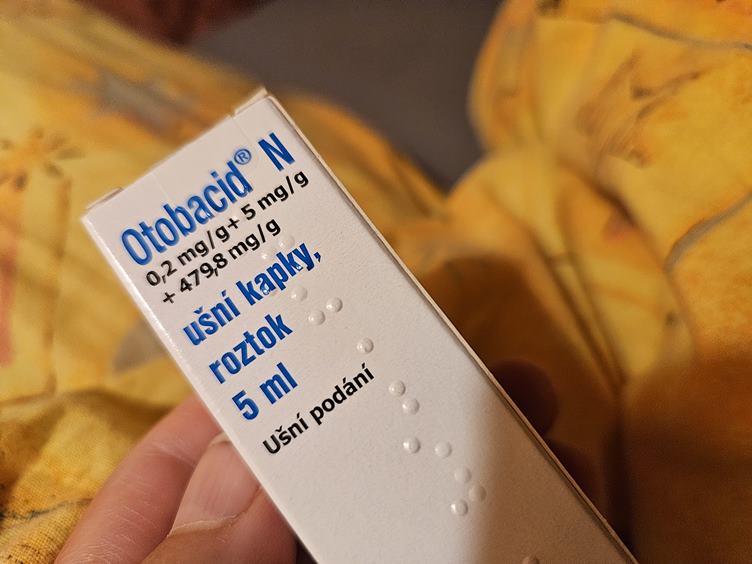 Otobacid® N
0,2 mg/g+ 5 mg/g
+ 479,8 mg/g
ušní kapky,
roztok
5 ml
Ušní podání